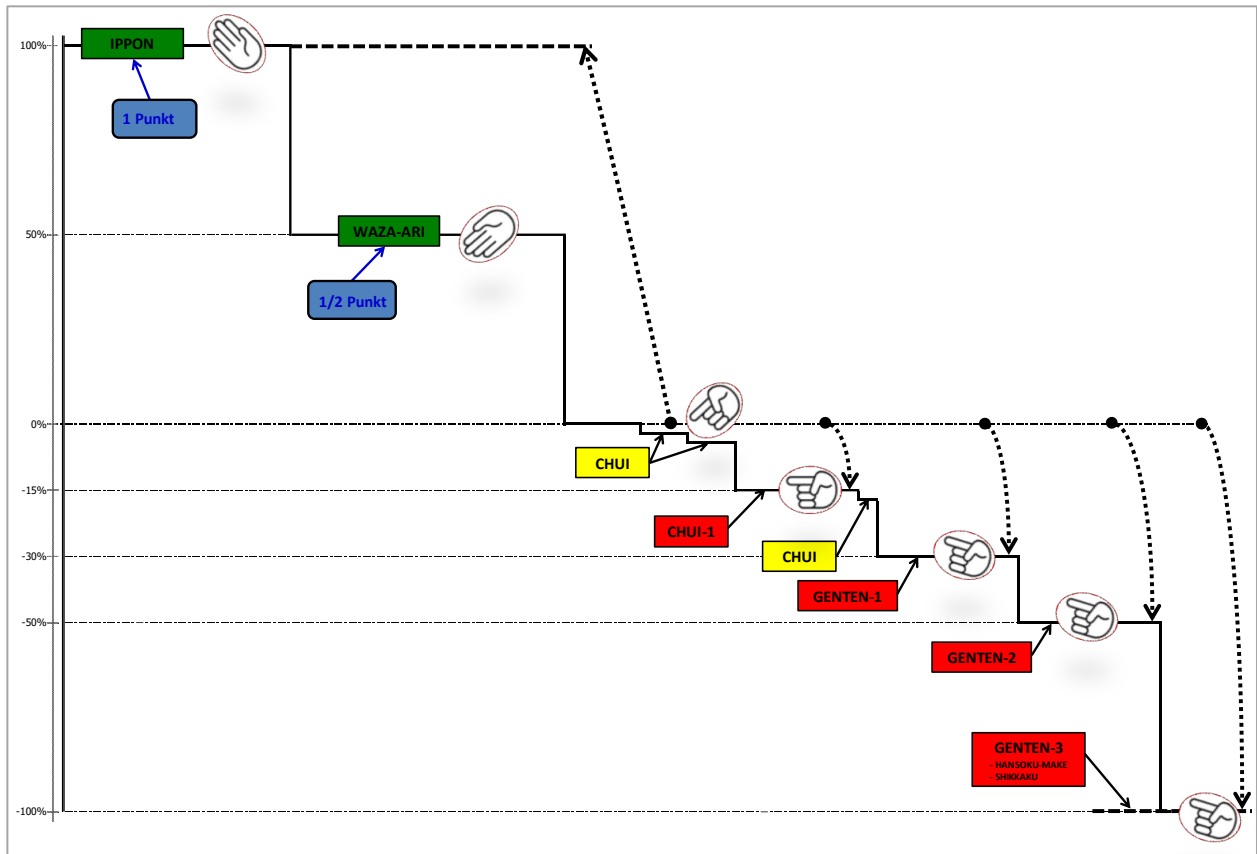 100%
IPPON
1 Punkt
50%
WAZA-ARI
1/2 Punkt
0%
CHUI
-15%
CHUI-1
CHUI
-30%
GENTEN-1
-50%
GENTEN-2
GENTEN-3
- HANSOKU-MAKE
- SHIKKAKU
-100%